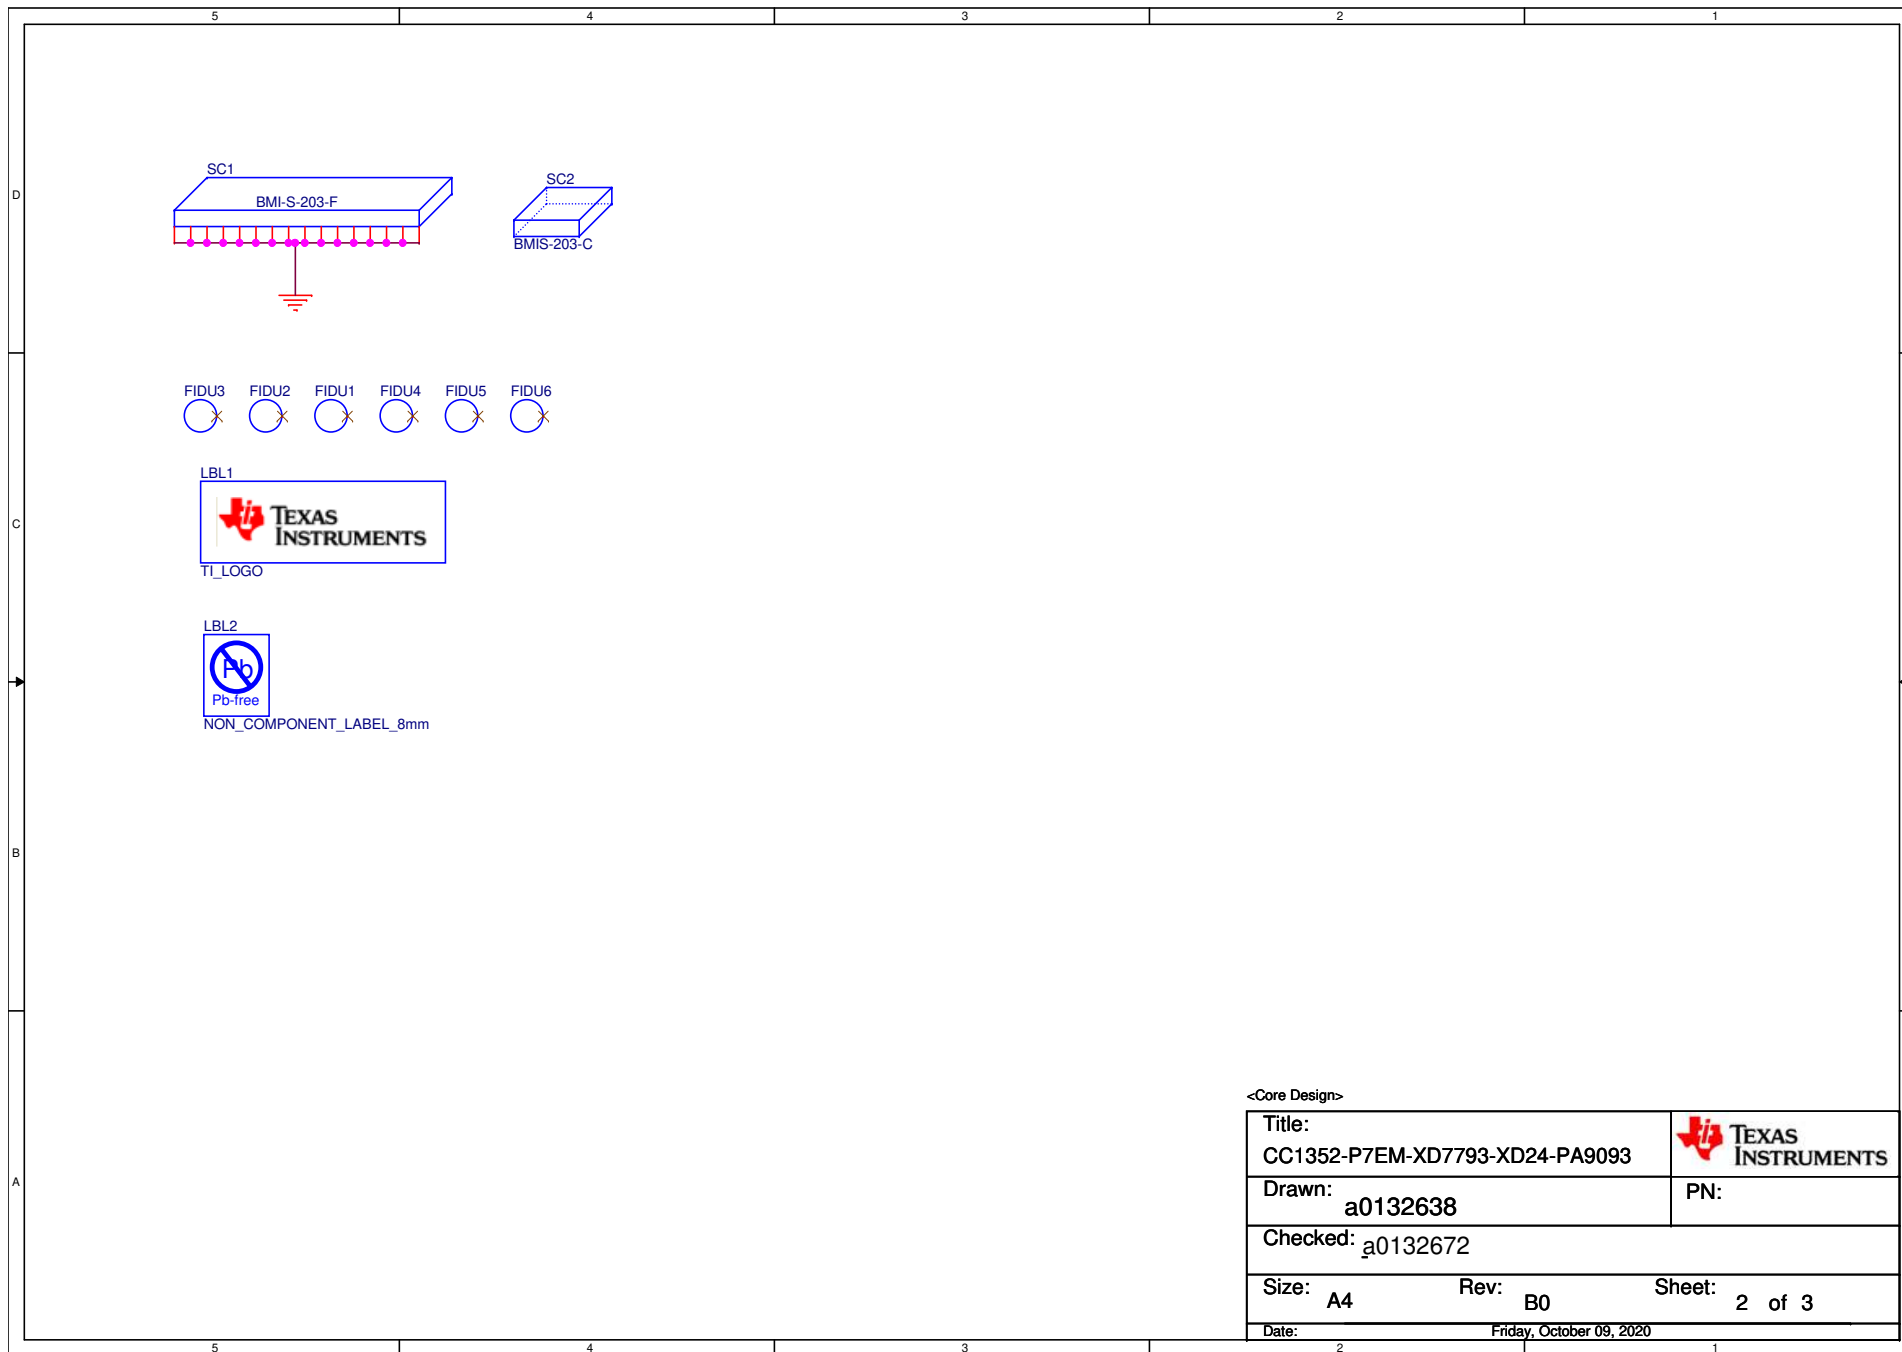 5 4 3 2 1
D
SC1
BMI-S-203-F
SC2
BMIS-203-C
FIDU3 FIDU2 FIDU1 FIDU4 FIDU5 FIDU6
LBL1
C
TEXAS
INSTRUMENTS
TI_LOGO
LBL2
Pb
Pb-free
NON_COMPONENT_LABEL_8mm
B
<Core Design>
Title:
CC1352-P7EM-XD7793-XD24-PA9093
TEXAS
INSTRUMENTS
A
Drawn: a0132638
PN:
Checked: a0132672
Size: A4 Rev: B0 Sheet: 2 of 3
Date: Friday, October 09, 2020
5 4 3 2 1